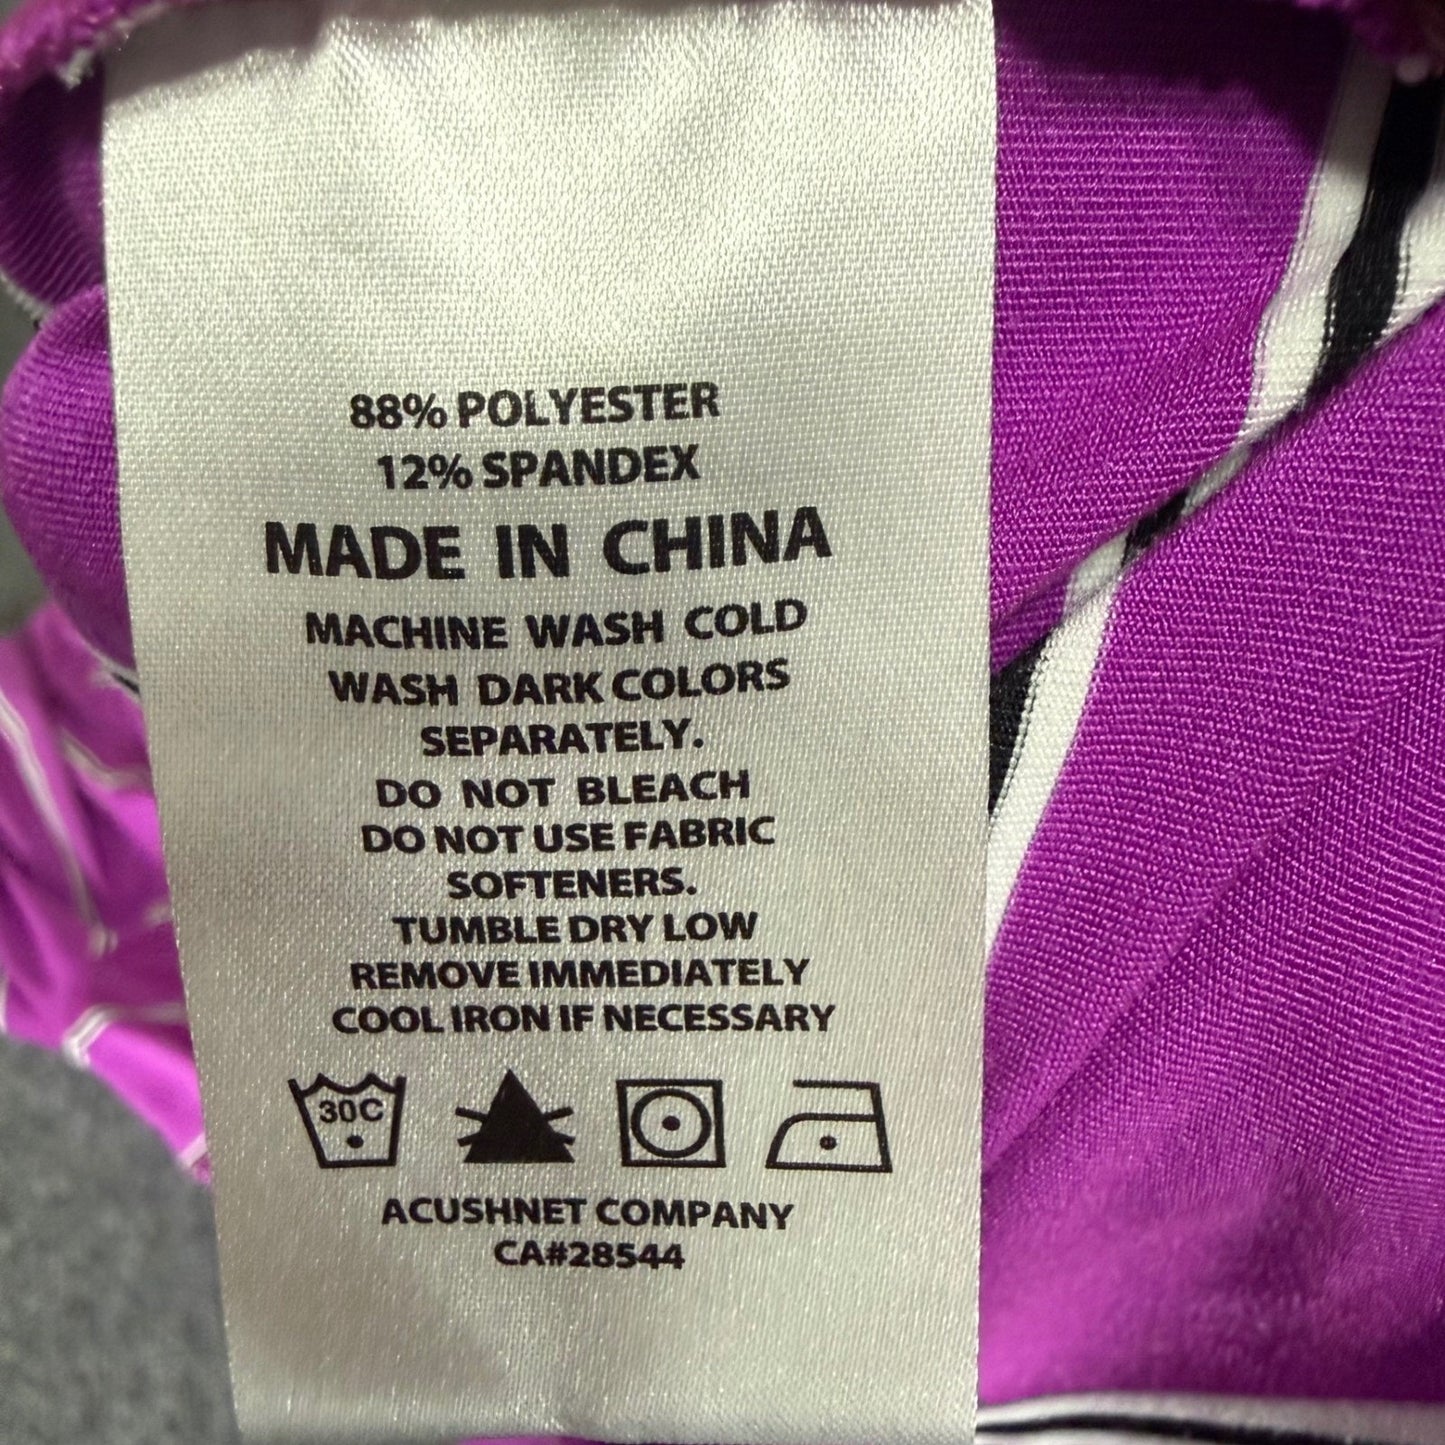 88% POLYESTER
12% SPANDEX
MADE IN CHINA
MACHINE WASH COLD
WASH DARK COLORS
SEPARATELY.
DO NOT BLEACH
DO NOT USE FABRIC
SOFTENERS.
TUMBLE DRY LOW
REMOVE IMMEDIATELY
COOL IRON IF NECESSARY
30C
ACUSHNET COMPANY
CA#28544